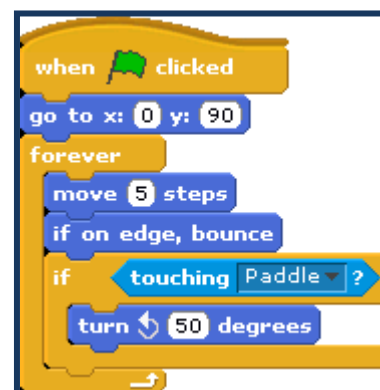 when clicked
go to x: 0 y: 90
forever
move 5 steps
if on edge, bounce
if touching Paddle ?
turn 50 degrees